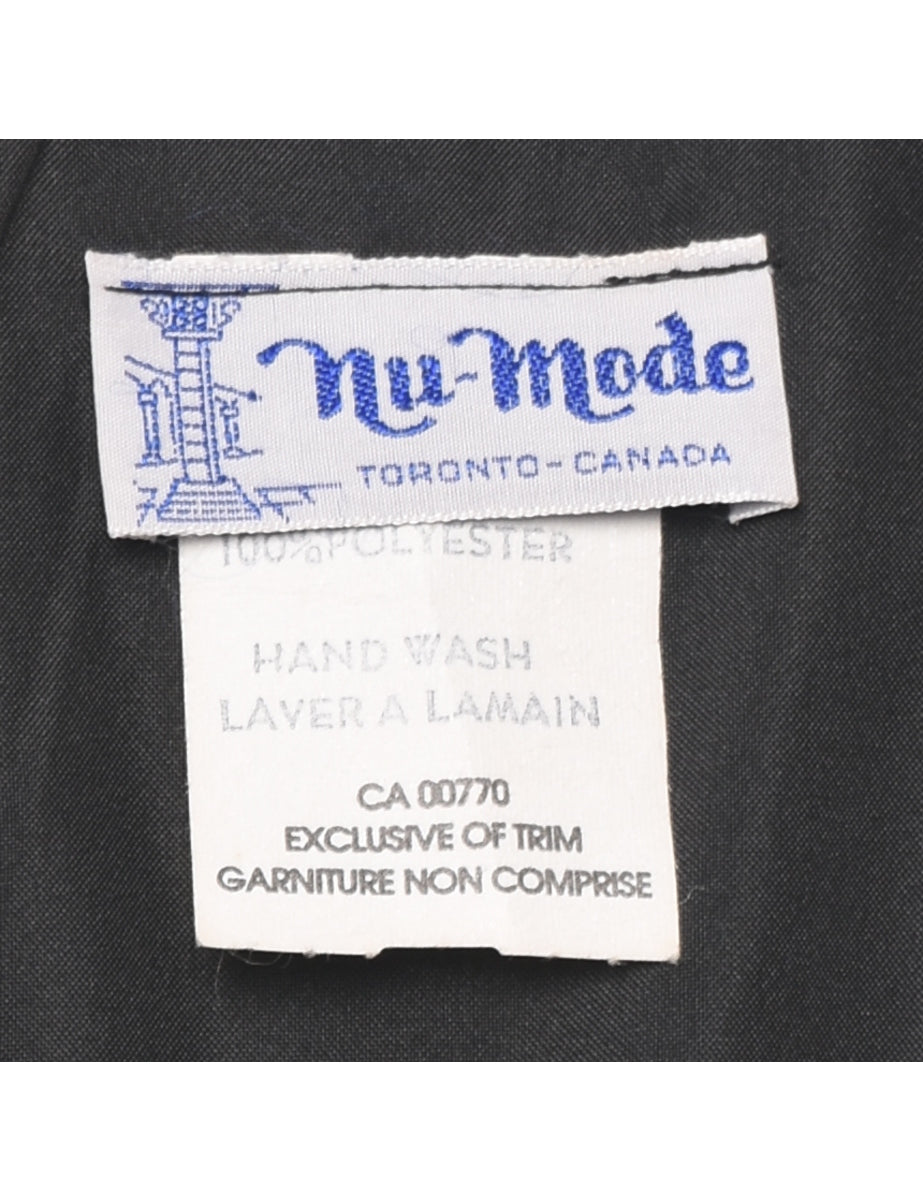 nu-mode
TORONTO-CANADA
100% POLYESTER
HAND WASH
LAVER A LAMAIN
CA 00770
EXCLUSIVE OF TRIM
GARNITURE NON COMPRISE